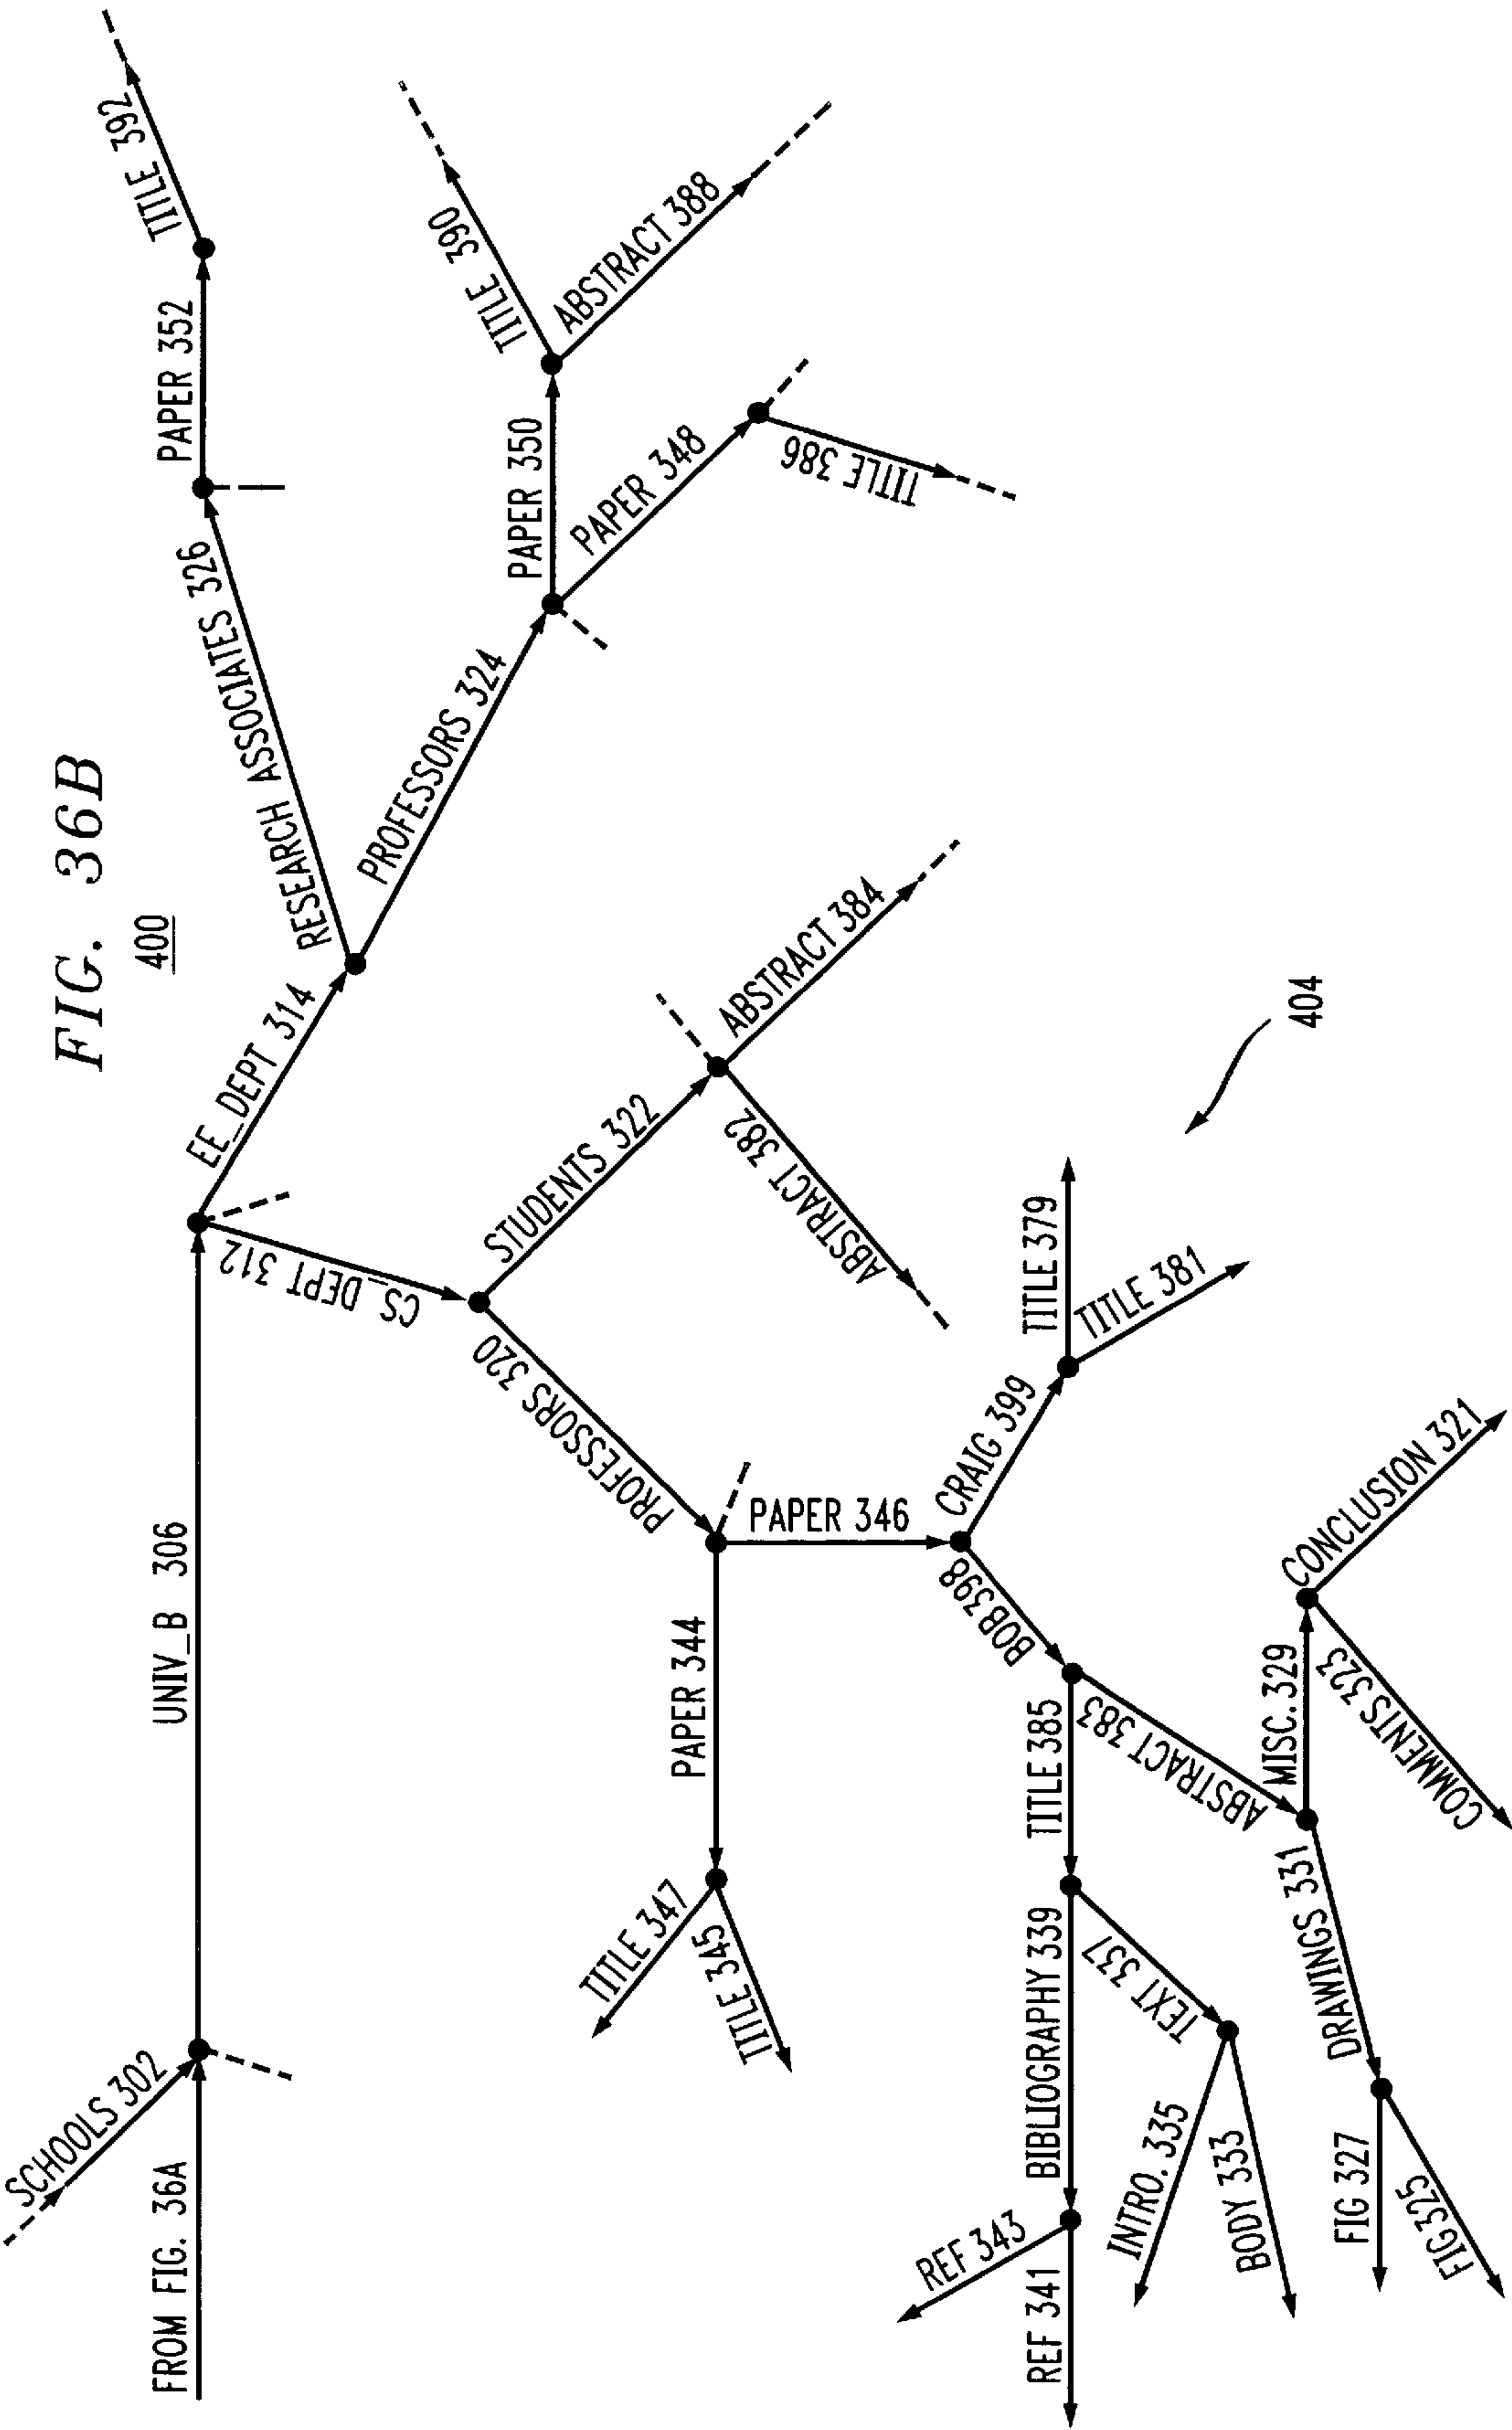 FIG. 36B
400
FROM FIG. 36A
SCHOOLS 302
UNIV_B 306
EE_DEPT 314
RESEARCH ASSOCIATES 326
PAPER 352
TITLE 392
PROFESSORS 324
PAPER 350
TITLE 390
ABSTRACT 388
PAPER 348
TITLE 386
CS_DEPT 312
STUDENTS 322
ABSTRACT 384
ABSTRACT 382
PROFESSORS 320
PAPER 344
TITLE 347
TITLE 345
PAPER 346
CRAIG 399
TITLE 379
TITLE 381
BOB 398
TITLE 385
BIBLIOGRAPHY 339
REF 343
REF 341
TEXT 337
INTRO. 335
BODY 333
ABSTRACT 383
MISC. 329
CONCLUSION 321
COMMENTS 323
DRAWINGS 331
FIG 327
FIG 325
404